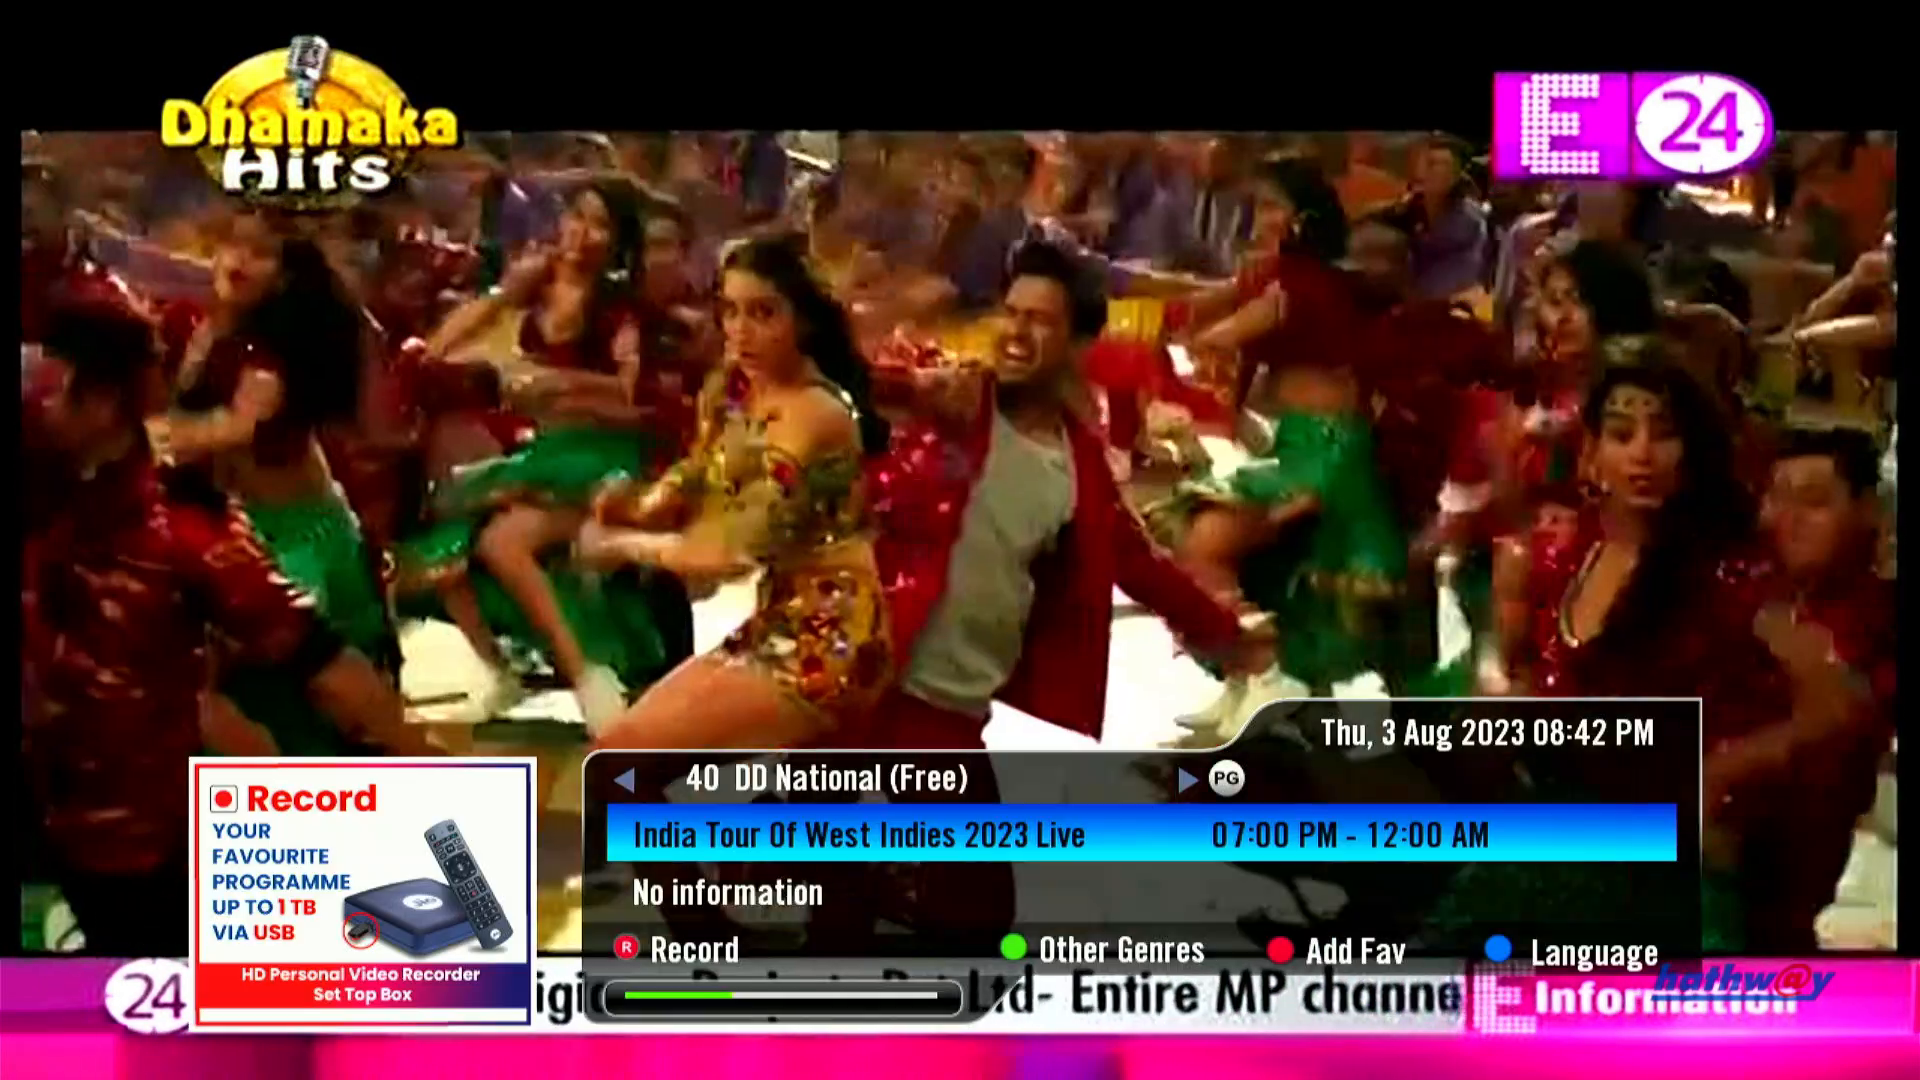 Dhamaka
Hits
E 24
Thu, 3 Aug 2023 08:42 PM
40 DD National (Free)
PG
India Tour Of West Indies 2023 Live 07:00 PM - 12:00 AM
No information
R Record
Other Genres
Add Fav
Language
Record
YOUR
FAVOURITE
PROGRAMME
UP TO 1 TB
VIA USB
Jio
HD Personal Video Recorder
Set Top Box
24
Ltd- Entire MP channe
E Information
hathw@y